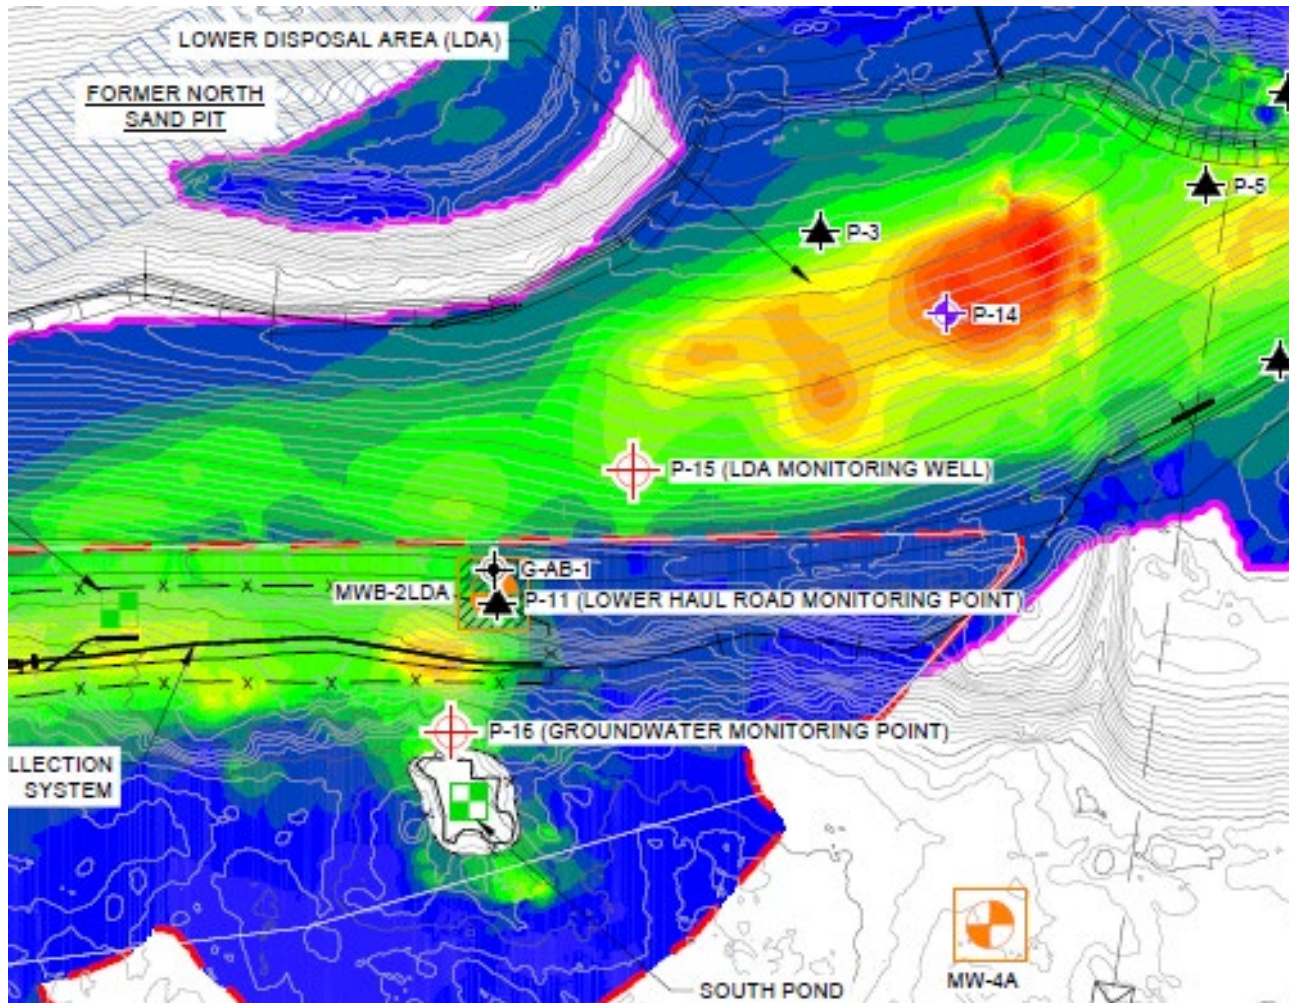 LOWER DISPOSAL AREA (LDA)
FORMER NORTH
SAND PIT
P-5
P-3
P-14
P-15 (LDA MONITORING WELL)
G-AB-1
MWB-2LDA
P-11 (LOWER HAUL ROAD MONITORING POINT)
X
X
X
X
X
X
X
X
X
P-16 (GROUNDWATER MONITORING POINT)
LLECTION
SYSTEM
MW-4A
SOUTH POND